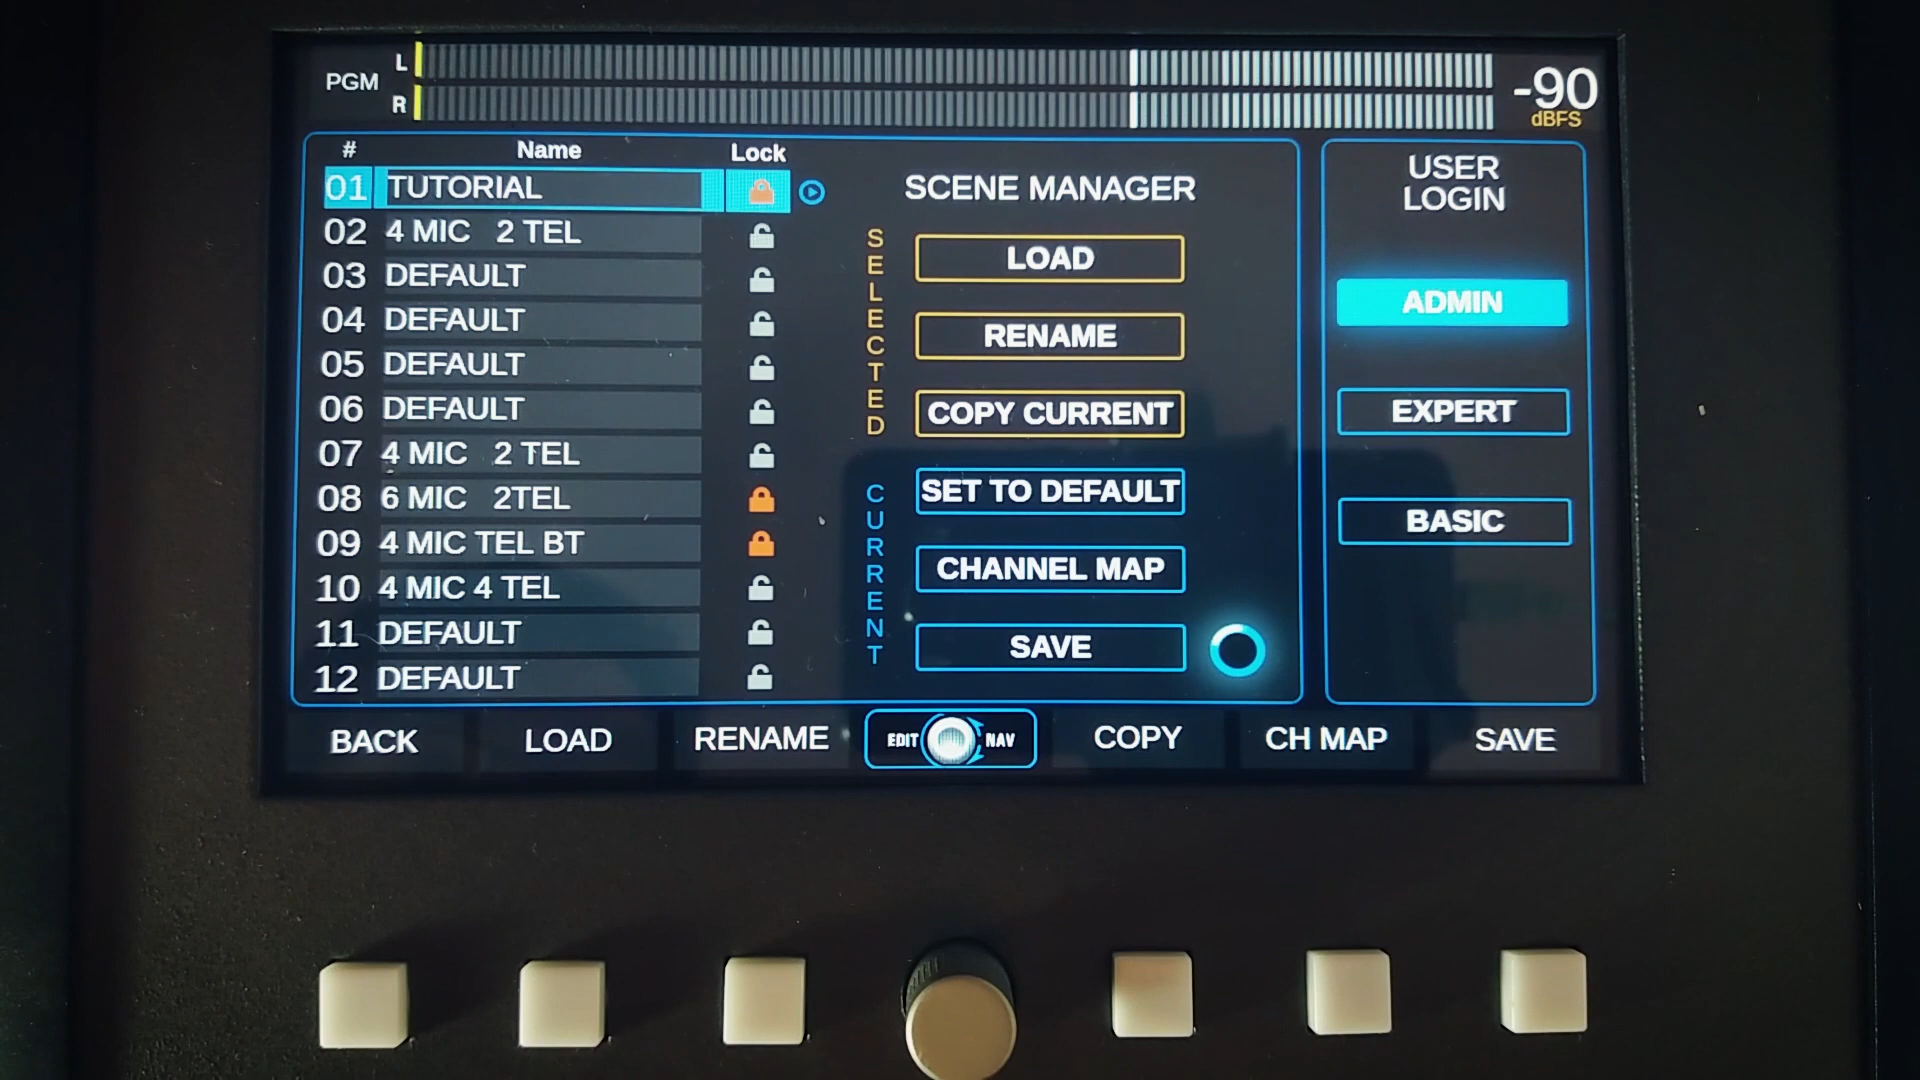 PGM L
R
-90
dBFS
# Name Lock
01 TUTORIAL
02 4 MIC 2 TEL
03 DEFAULT
04 DEFAULT
05 DEFAULT
06 DEFAULT
07 4 MIC 2 TEL
08 6 MIC 2TEL
09 4 MIC TEL BT
10 4 MIC 4 TEL
11 DEFAULT
12 DEFAULT
SCENE MANAGER
SELECTED
LOAD
RENAME
COPY CURRENT
CURRENT
SET TO DEFAULT
CHANNEL MAP
SAVE
USER
LOGIN
ADMIN
EXPERT
BASIC
BACK LOAD RENAME EDIT NAV COPY CH MAP SAVE